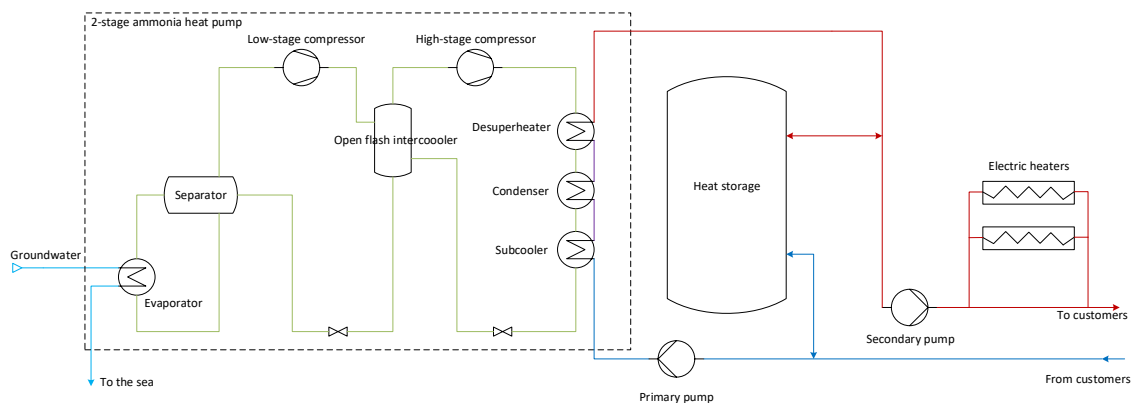 2-stage ammonia heat pump
Low-stage compressor
High-stage compressor
Desuperheater
Open flash intercoooler
Electric heaters
Separator
Condenser
Heat storage
Subcooler
Groundwater
Evaporator
To customers
Secondary pump
To the sea
From customers
Primary pump